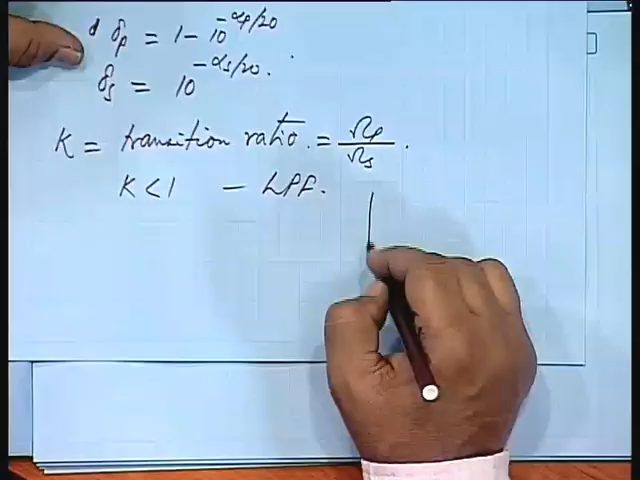 δp = 1 - 10^-αp/20
δs = 10^-αs/20.
K = transition ratio. = Ωp/Ωs.
K < 1 – LPF.